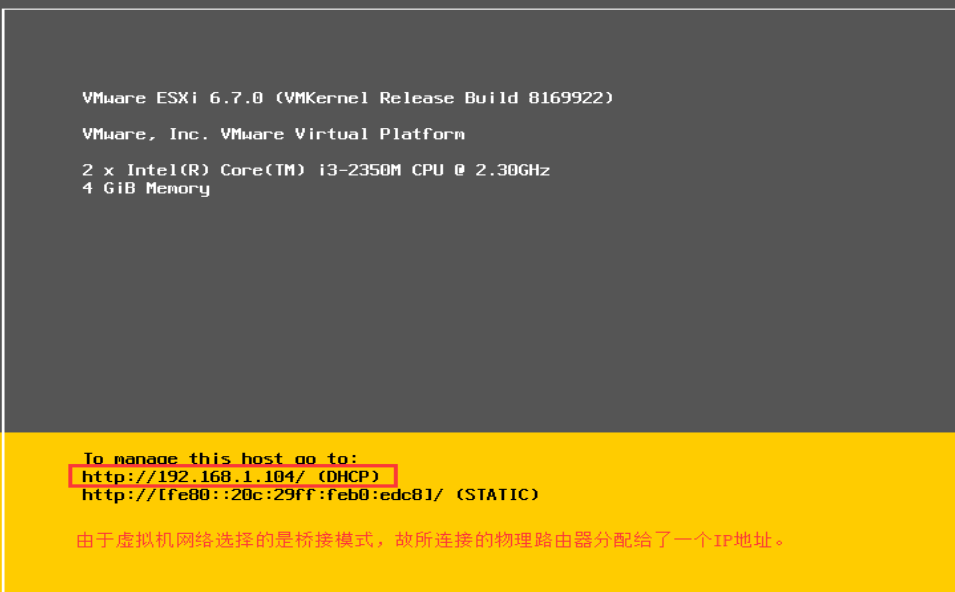 VMware ESXi 6.7.0 (VMKernel Release Build 8169922)
VMware, Inc. VMware Virtual Platform
2 x Intel(R) Core(TM) i3-2350M CPU @ 2.30GHz
4 GiB Memory
To manage this host go to:
http://192.168.1.104/ (DHCP)
http://[fe80::20c:29ff:feb0:edc8]/ (STATIC)
由于虚拟机网络选择的是桥接模式，故所连接的物理路由器分配给了一个IP地址。